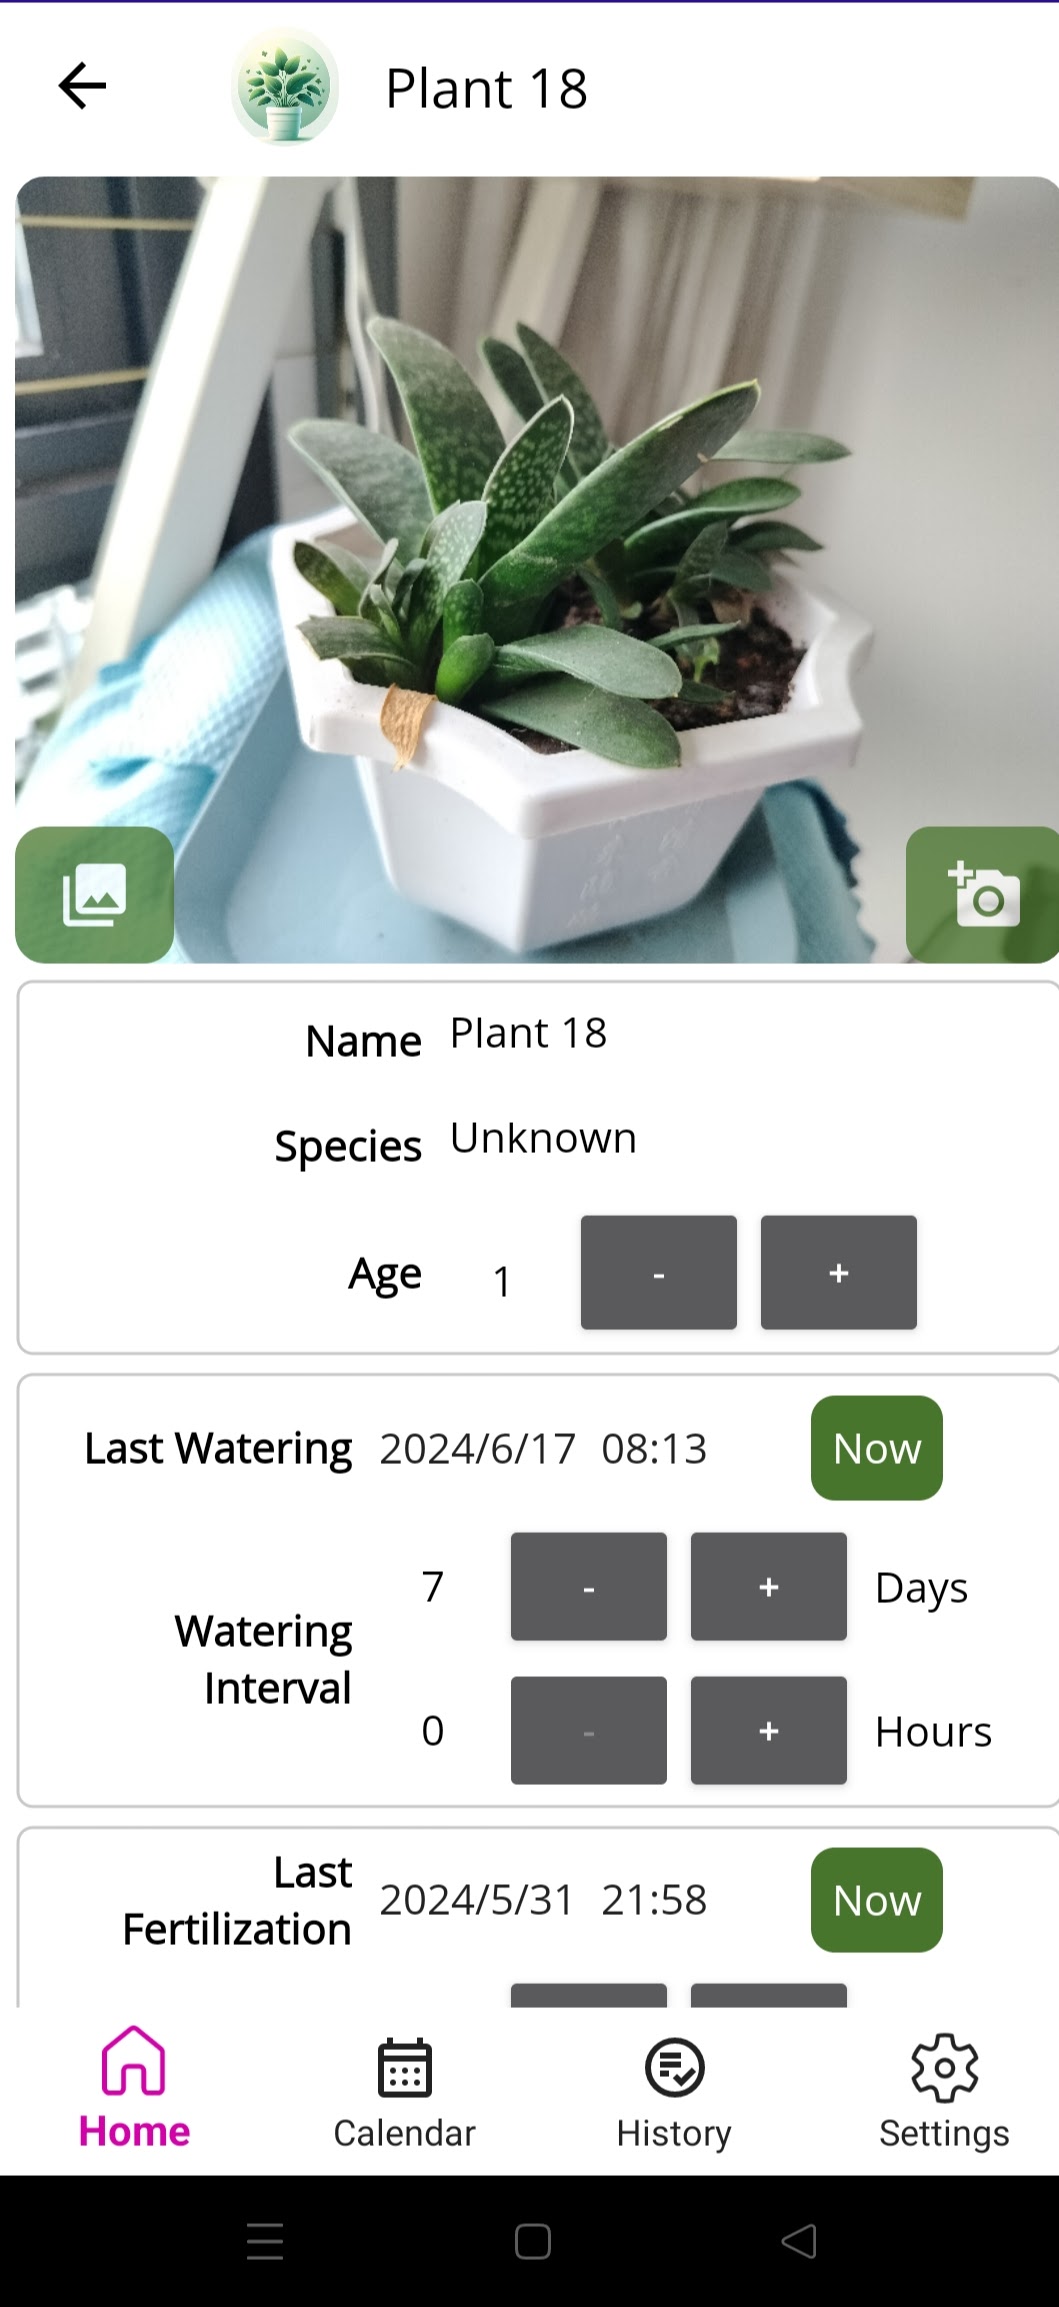 Plant 18
Name Plant 18
Species Unknown
Age 1 - +
Last Watering 2024/6/17 08:13 Now
7 - + Days
Watering
Interval
0 - + Hours
Last
Fertilization
2024/5/31 21:58 Now
Home Calendar History Settings